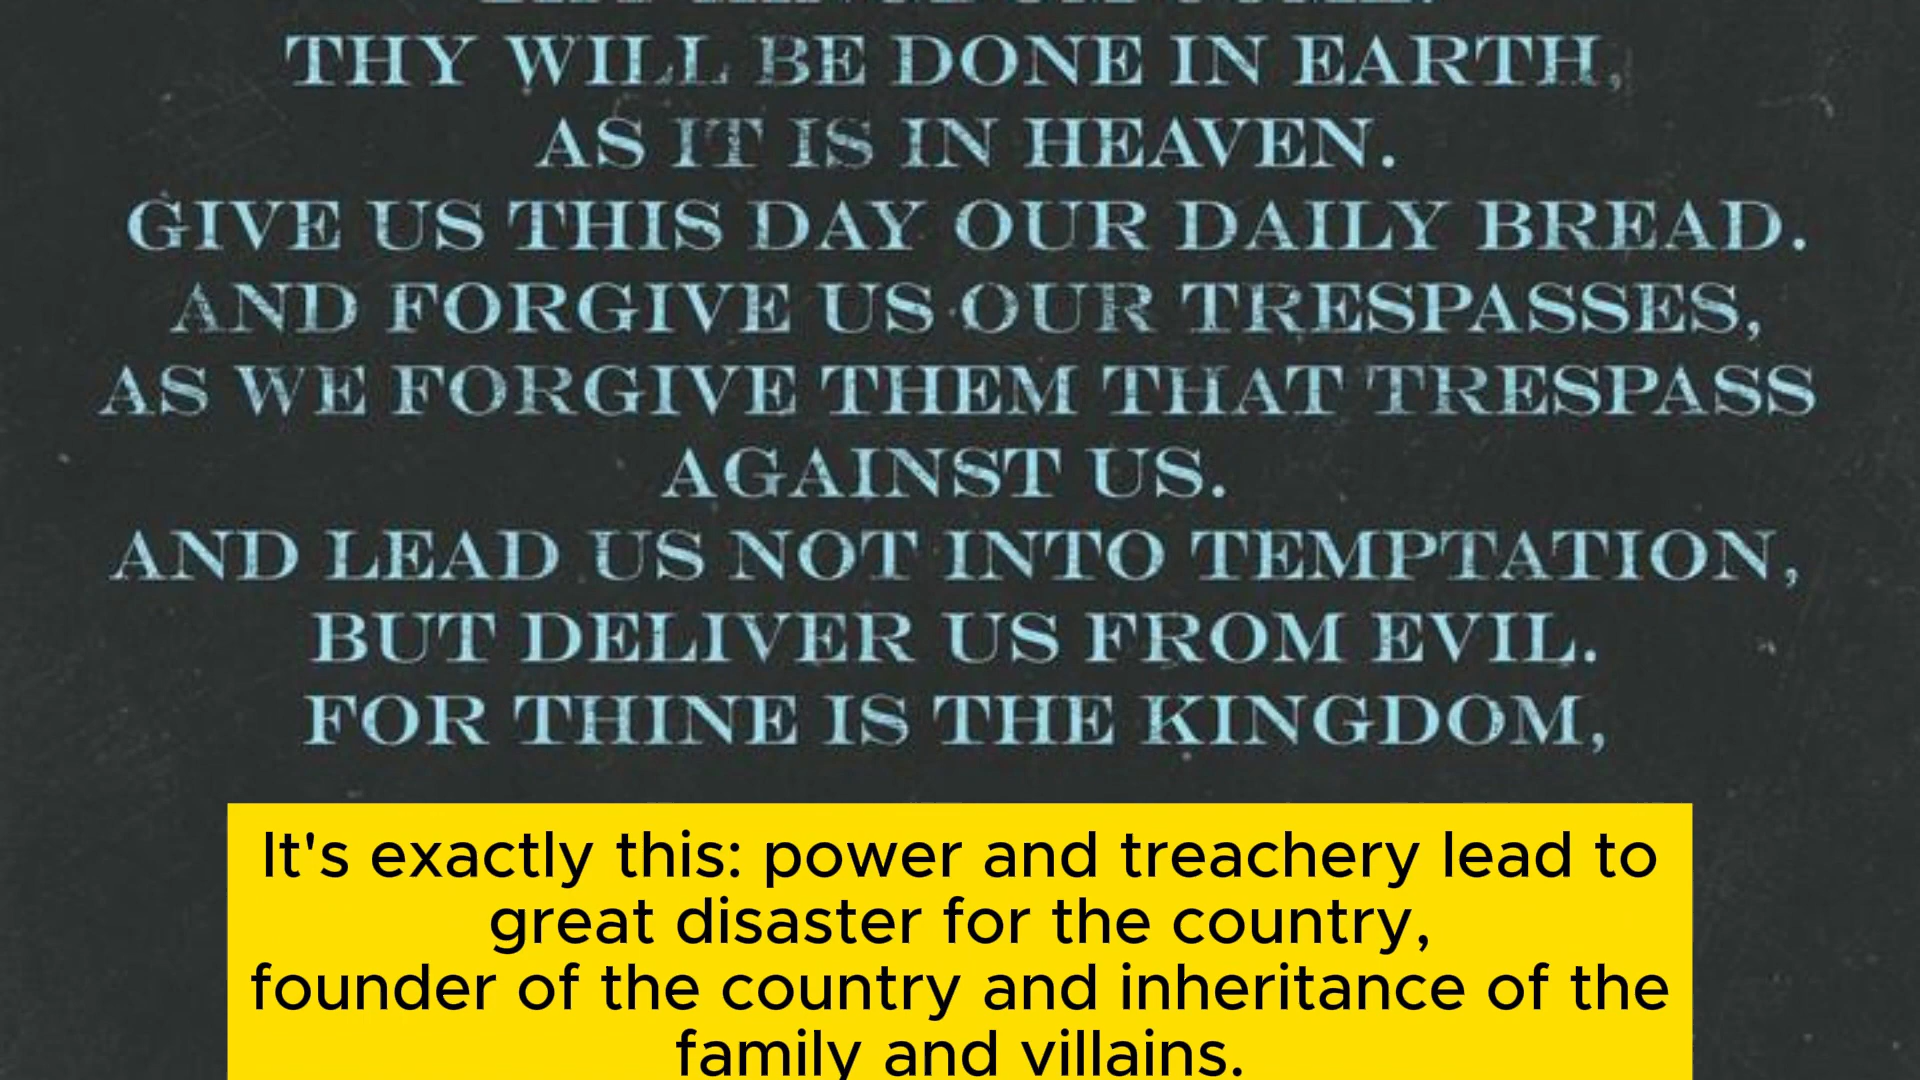 THY WILL BE DONE IN EARTH,
AS IT IS IN HEAVEN.
GIVE US THIS DAY OUR DAILY BREAD.
AND FORGIVE US OUR TRESPASSES,
AS WE FORGIVE THEM THAT TRESPASS
AGAINST US.
AND LEAD US NOT INTO TEMPTATION,
BUT DELIVER US FROM EVIL.
FOR THINE IS THE KINGDOM,
It's exactly this: power and treachery lead to
great disaster for the country,
founder of the country and inheritance of the
family and villains.